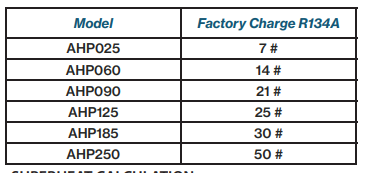 Model Factory Charge R134A
AHP025 7 #
AHP060 14 #
AHP090 21 #
AHP125 25 #
AHP185 30 #
AHP250 50 #